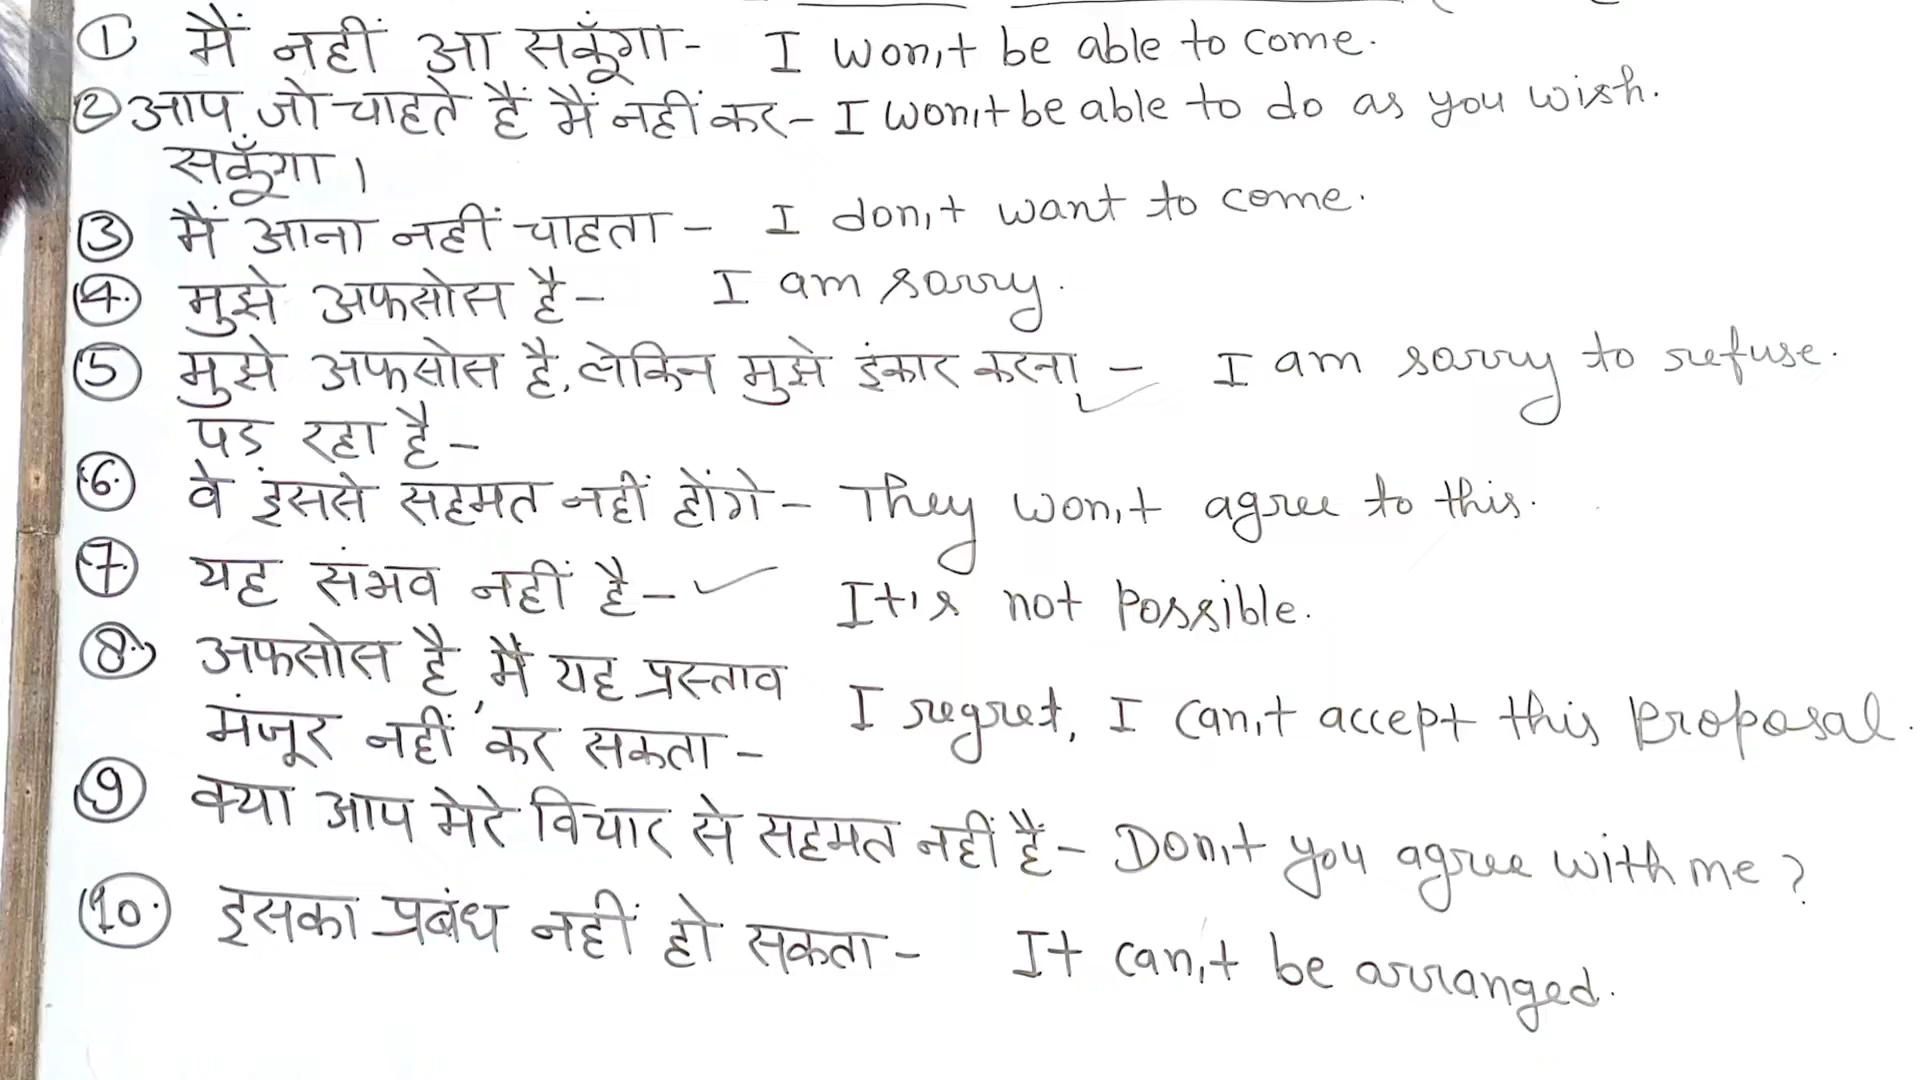 ① मैं नहीं आ सकूँगा - I won,t be able to come.
② आप जो चाहते हैं मैं नहीं कर - I won,t be able to do as you wish.
सकूँगा।
③ मैं आना नहीं चाहता - I don,t want to come.
④ मुझे अफसोस है - I am sorry.
⑤ मुझे अफसोस है, लेकिन मुझे इंकार करना - I am sorry to refuse.
पड़ रहा है -
⑥ वे इससे सहमत नहीं होंगे - They won,t agree to this.
⑦ यह संभव नहीं है - It's not possible.
⑧ अफसोस है, मैं यह प्रस्ताव
मंजूर नहीं कर सकता - I regret, I can,t accept this proposal.
⑨ क्या आप मेरे विचार से सहमत नहीं हैं - Don,t you agree with me?
⑩ इसका प्रबंध नहीं हो सकता - It can,t be arranged.